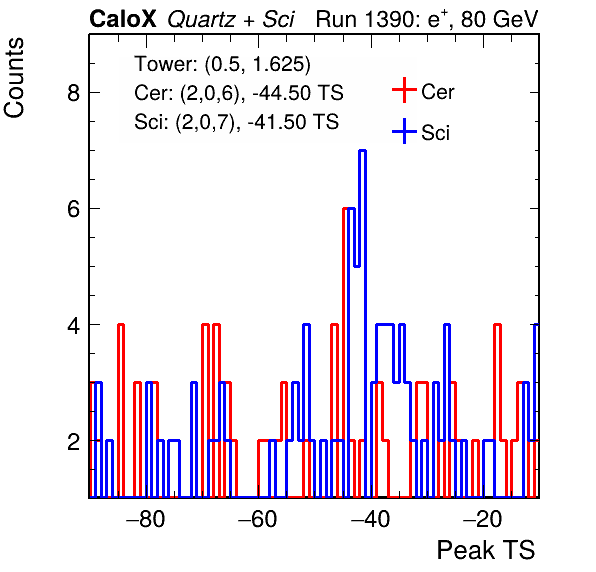 CaloX Quartz + Sci Run 1390: e+, 80 GeV
Counts
Tower: (0.5, 1.625)
Cer: (2,0,6), -44.50 TS
Sci: (2,0,7), -41.50 TS
Cer
Sci
8
6
4
2
−80 −60 −40 −20
Peak TS